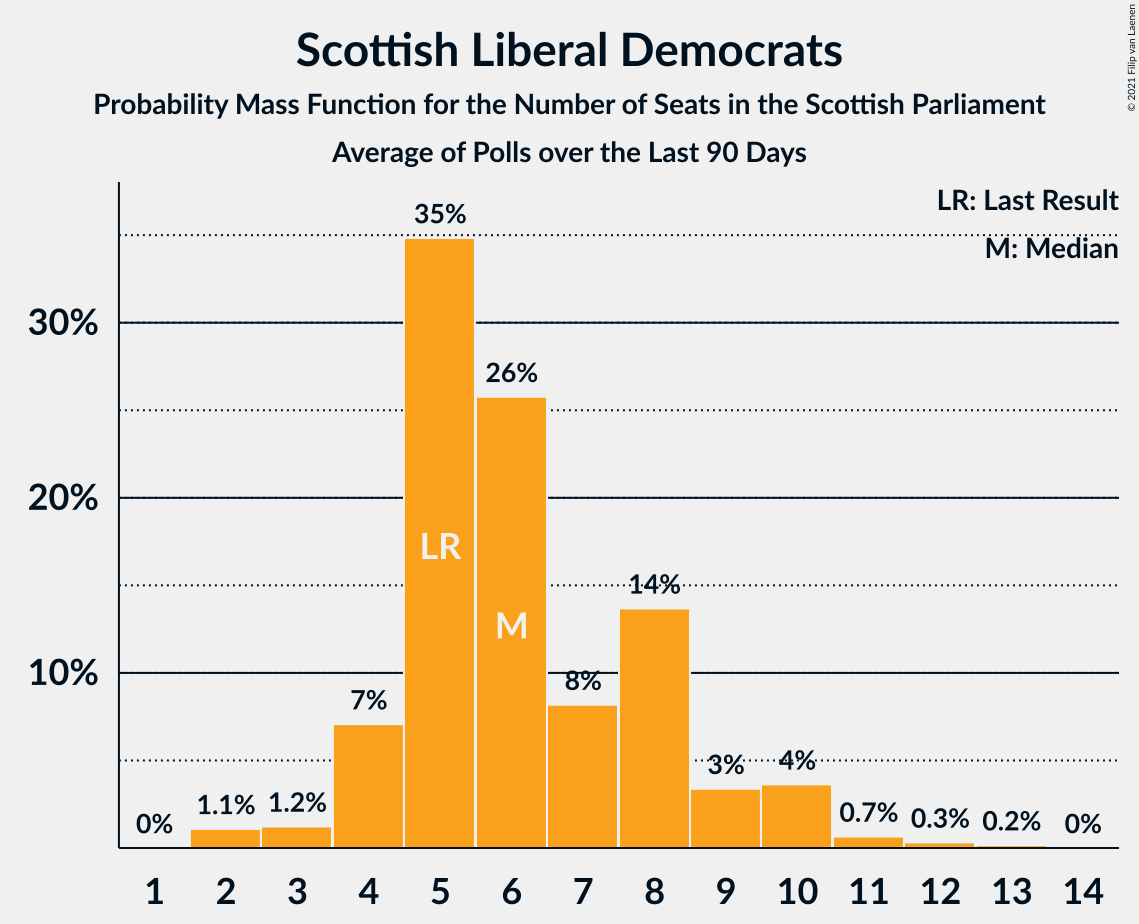 Scottish Liberal Democrats
Probability Mass Function for the Number of Seats in the Scottish Parliament
Average of Polls over the Last 90 Days
© 2021 Filip van Laenen
LR: Last Result
M: Median
35%
30%
26%
20%
LR
14%
M
10%
8%
7%
3%
4%
0%
1.1%
1.2%
0.7%
0.3%
0.2%
0%
1 2 3 4 5 6 7 8 9 10 11 12 13 14